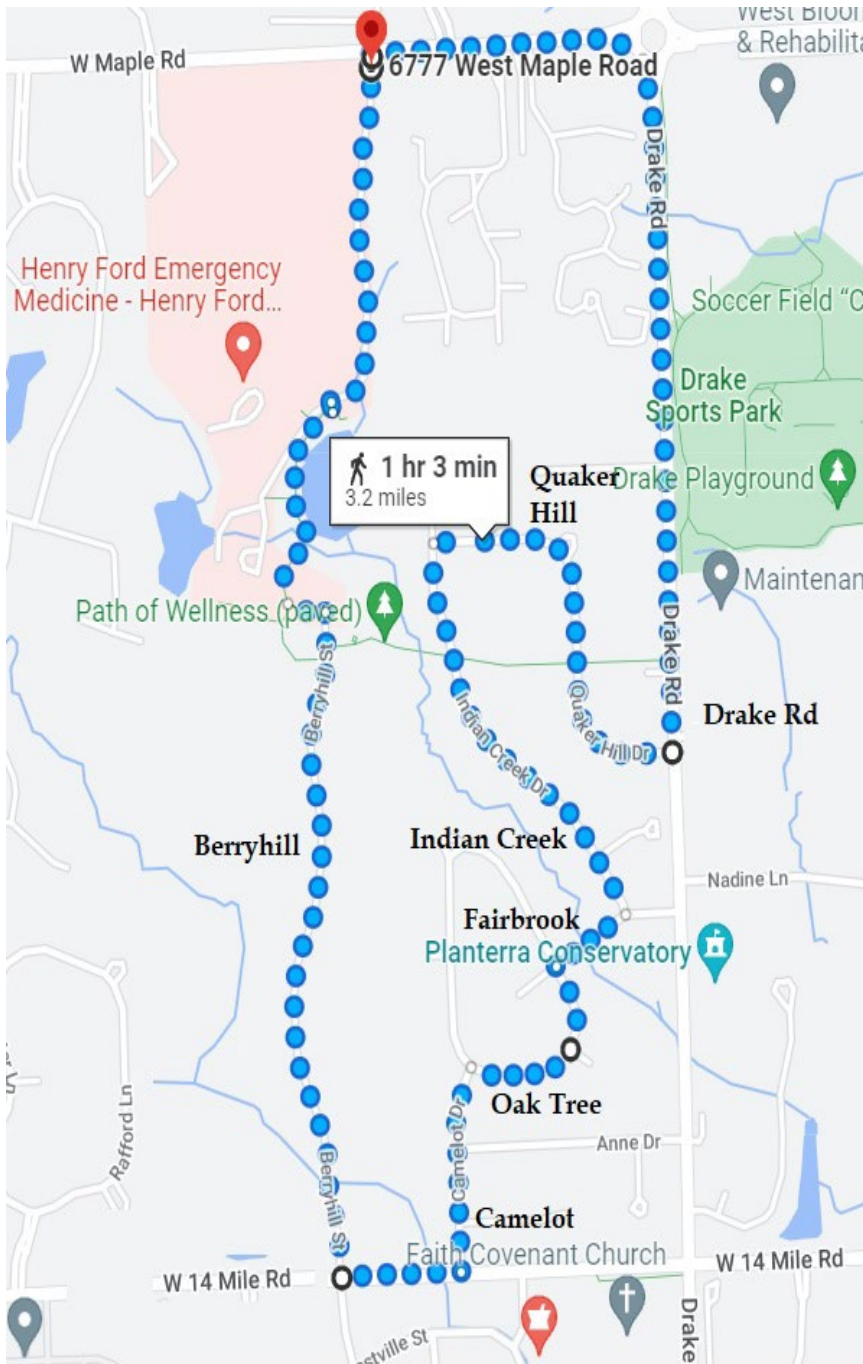 West Bloo
& Rehabilita
W Maple Rd
6777 West Maple Road
Drake Rd
Henry Ford Emergency
Medicine - Henry Ford...
Soccer Field "C
Drake
Sports Park
1 hr 3 min
3.2 miles
Quaker
Hill
Drake Playground
Maintenan
Path of Wellness (paved)
Berryhill St
Drake Rd
Indian Creek Dr
Quaker Hill Dr
Drake Rd
Berryhill
Indian Creek
Nadine Ln
Fairbrook
Planterra Conservatory
Rafford Ln
Oak Tree
Camelot Dr
Anne Dr
Berryhill St
Camelot
Faith Covenant Church
W 14 Mile Rd
W 14 Mile Rd
Drake
stville St